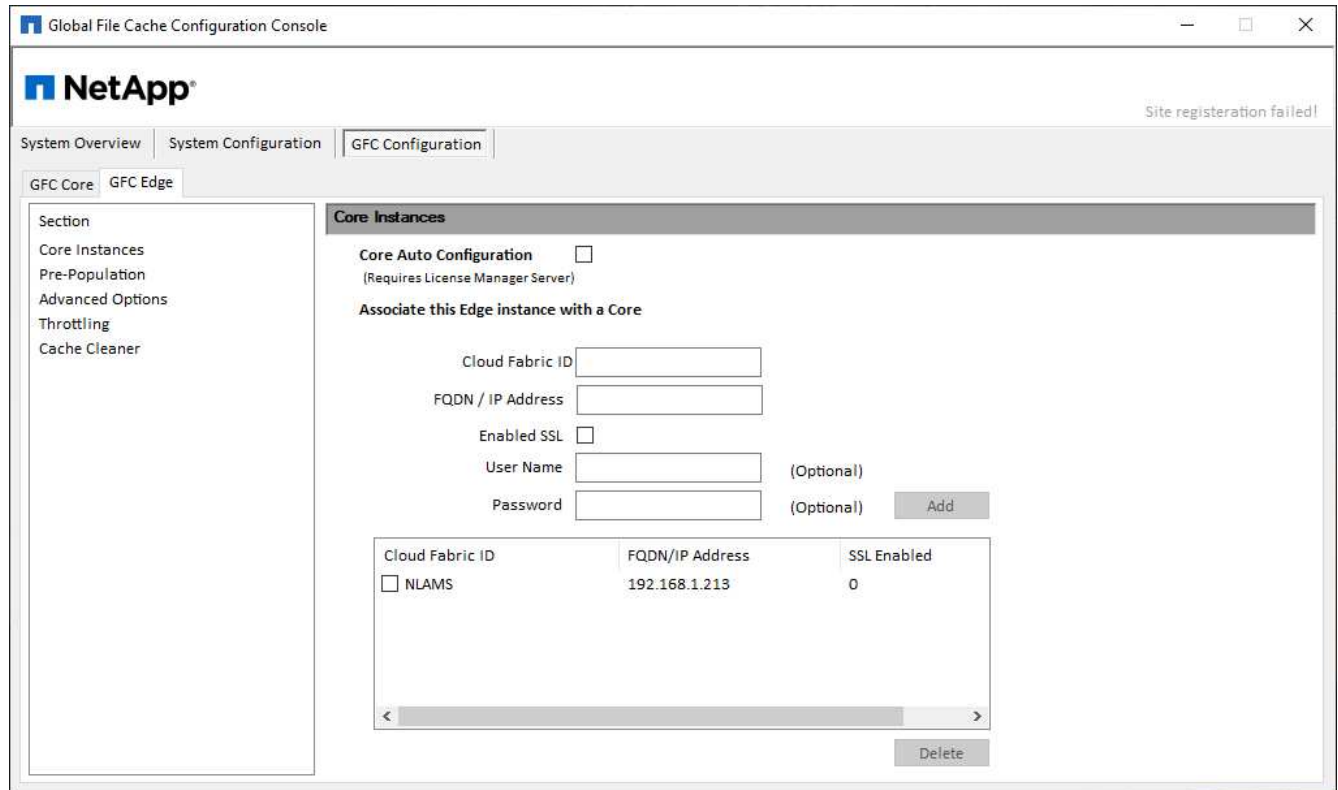 Global File Cache Configuration Console
NetApp®
Site registeration failed!
System Overview System Configuration GFC Configuration
GFC Core GFC Edge
Section
Core Instances
Pre-Population
Advanced Options
Throttling
Cache Cleaner
Core Instances
Core Auto Configuration
(Requires License Manager Server)
Associate this Edge instance with a Core
Cloud Fabric ID
FQDN / IP Address
Enabled SSL
User Name (Optional)
Password (Optional) Add
Cloud Fabric ID FQDN/IP Address SSL Enabled
NLAMS 192.168.1.213 0
Delete